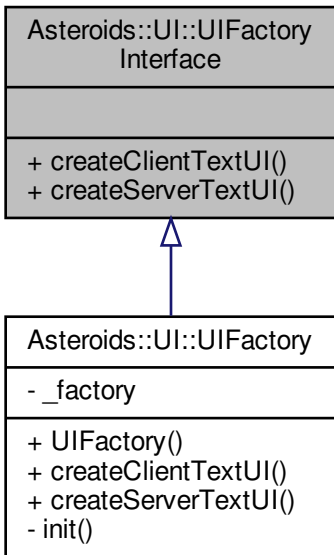 Asteroids::UI::UIFactory
Interface
+ createClientTextUI()
+ createServerTextUI()
Asteroids::UI::UIFactory
- _factory
+ UIFactory()
+ createClientTextUI()
+ createServerTextUI()
- init()